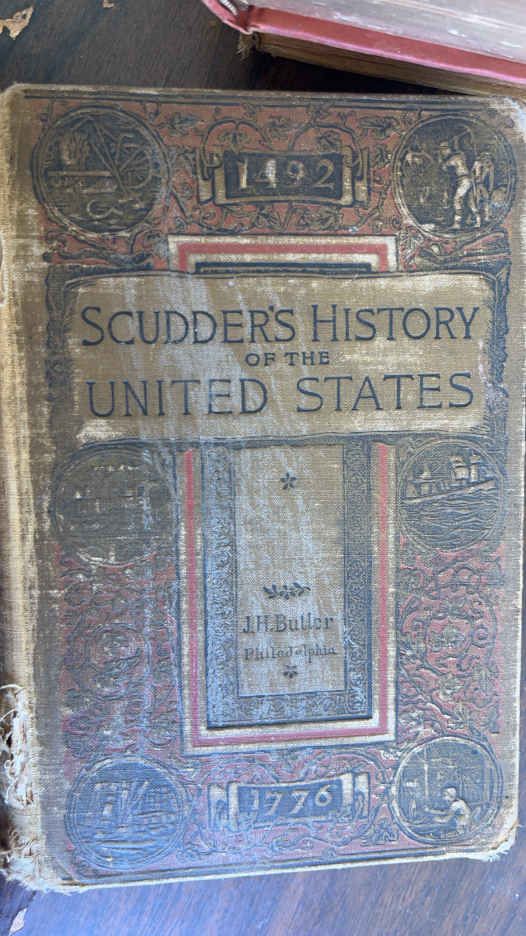 1492
SCUDDER'S HISTORY
OF THE
UNITED STATES
J.H.Butler
Philadelphia
1776